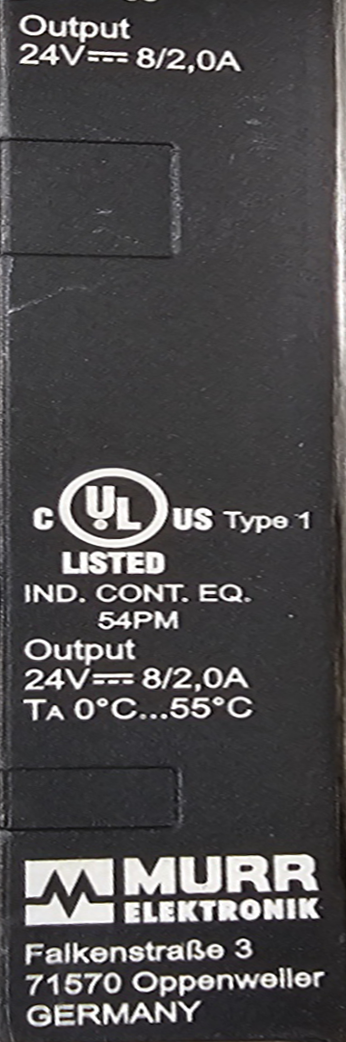 Output
24V⎓ 8/2,0A
C UL US Type 1
LISTED
IND. CONT. EQ.
54PM
Output
24V⎓ 8/2,0A
TA 0°C...55°C
MURR
ELEKTRONIK
Falkenstraße 3
71570 Oppenweiler
GERMANY